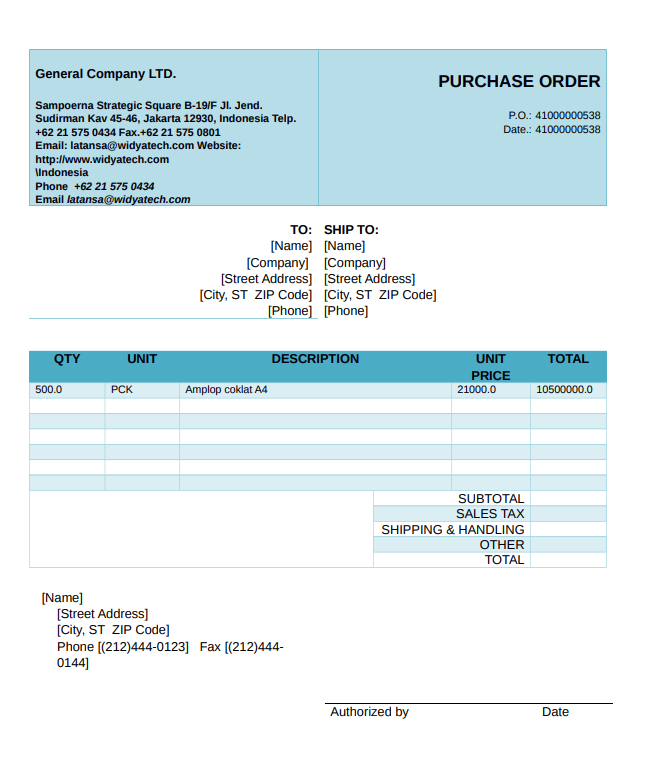 General Company LTD.
Sampoerna Strategic Square B-19/F Jl. Jend.
Sudirman Kav 45-46, Jakarta 12930, Indonesia Telp.
+62 21 575 0434 Fax.+62 21 575 0801
Email: latansa@widyatech.com Website:
http://www.widyatech.com
\Indonesia
Phone +62 21 575 0434
Email latansa@widyatech.com
PURCHASE ORDER
P.O.: 41000000538
Date.: 41000000538
TO:
[Name]
[Company]
[Street Address]
[City, ST ZIP Code]
[Phone]
SHIP TO:
[Name]
[Company]
[Street Address]
[City, ST ZIP Code]
[Phone]
QTY UNIT DESCRIPTION UNIT PRICE TOTAL
500.0 PCK Amplop coklat A4 21000.0 10500000.0
SUBTOTAL
SALES TAX
SHIPPING & HANDLING
OTHER
TOTAL
[Name]
[Street Address]
[City, ST ZIP Code]
Phone [(212)444-0123] Fax [(212)444-
0144]
Authorized by Date